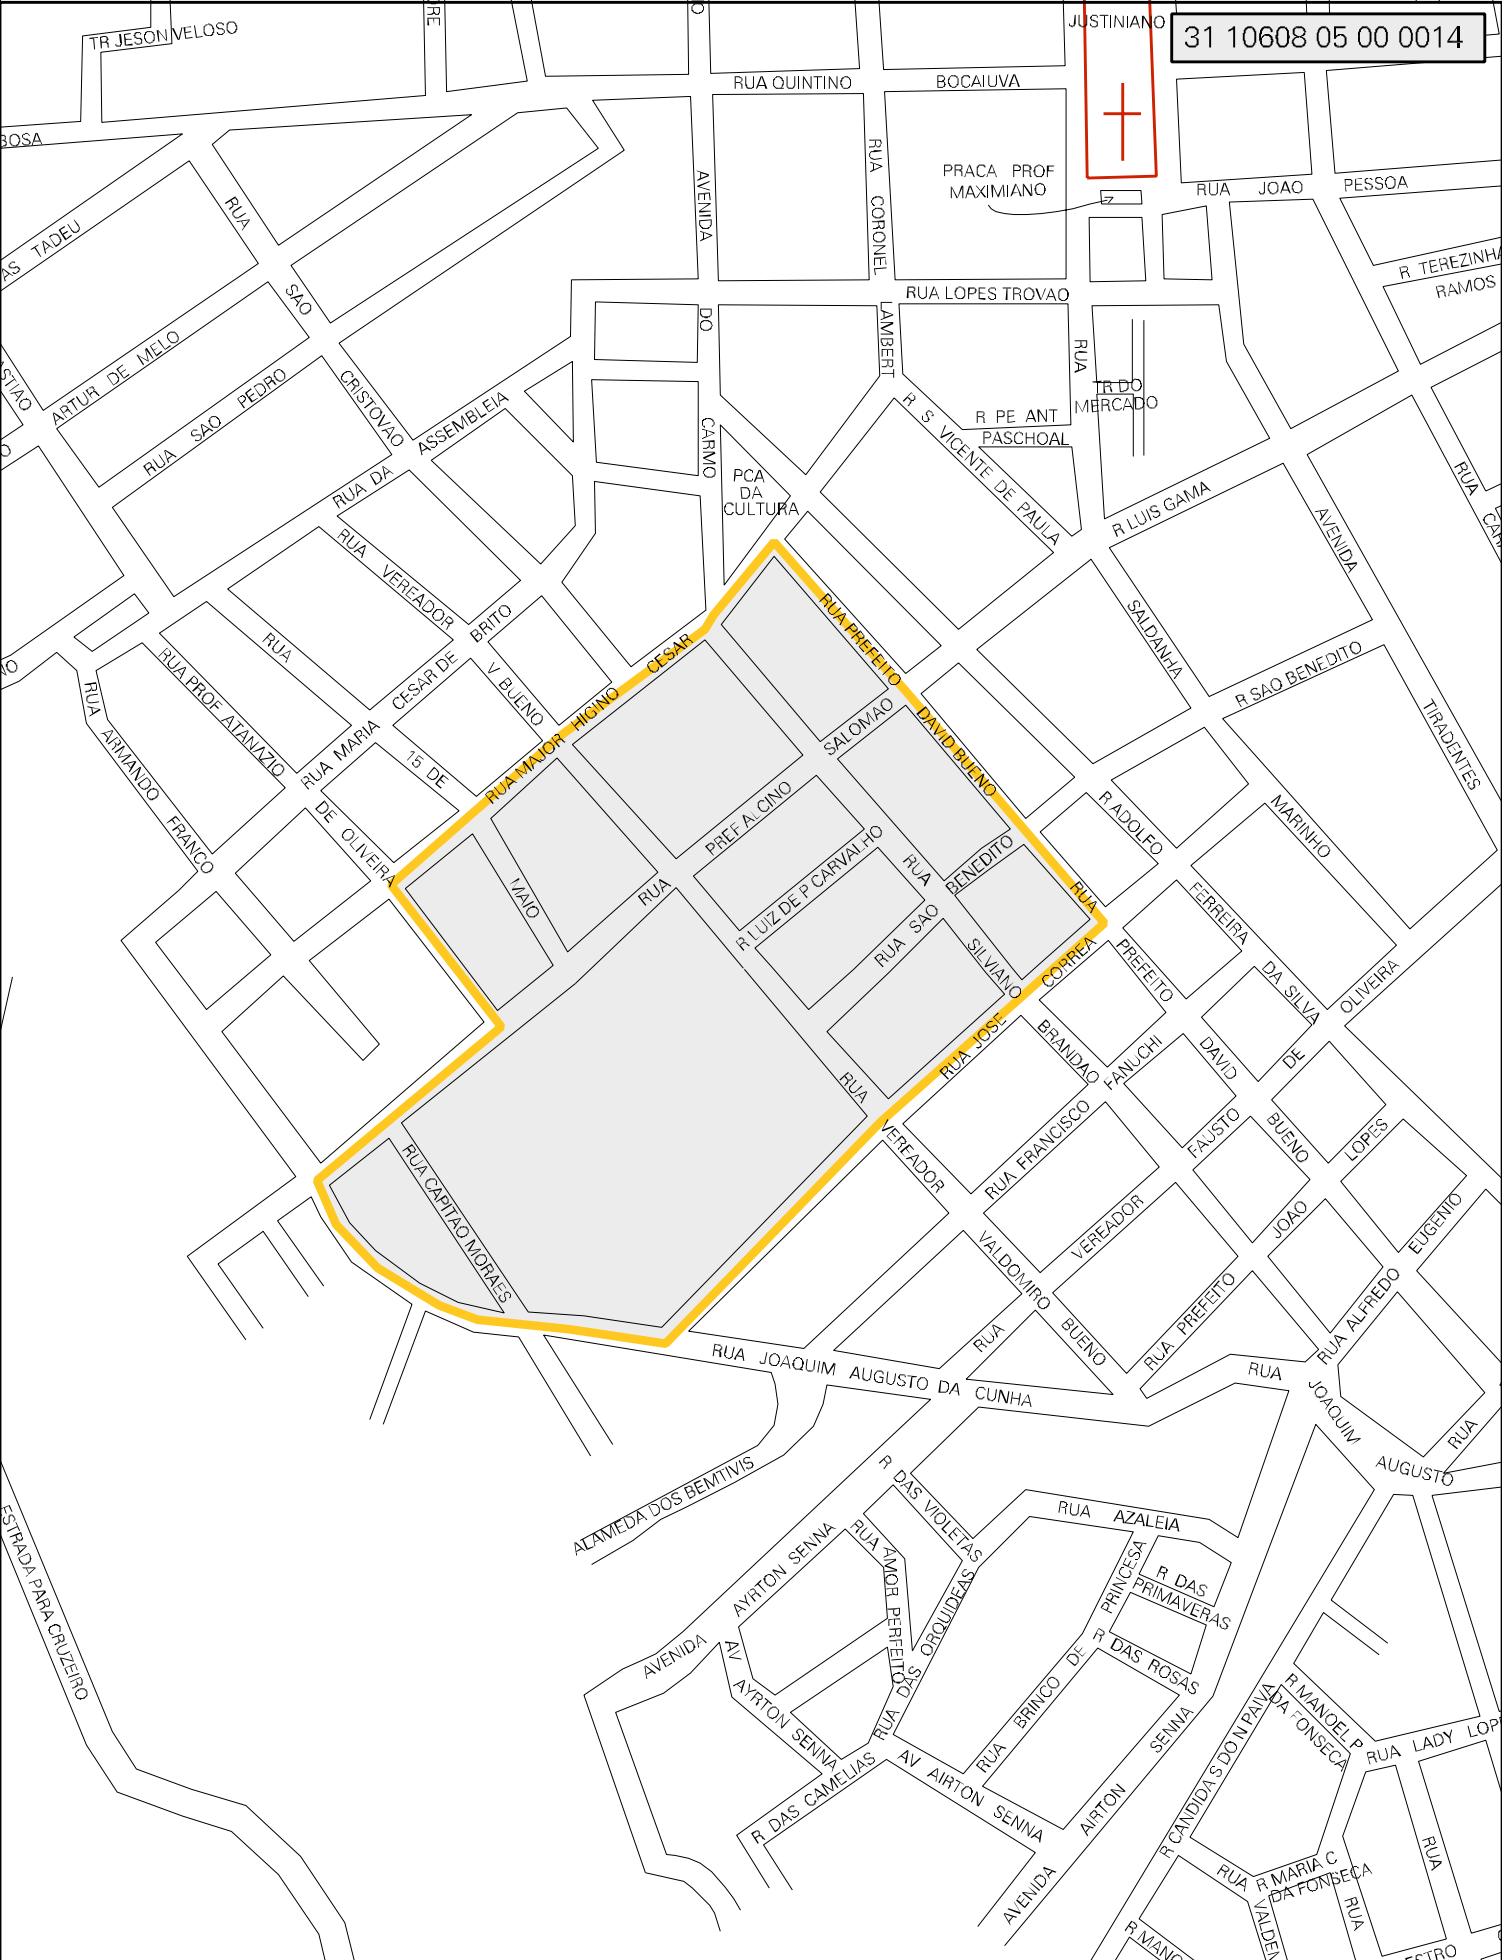 TR JESON VELOSO
JUSTINIANO
31 10608 05 00 0014
RUA QUINTINO
BOCAIUVA
BOSA
RUA CORONEL
LAMBERT
PRACA PROF
MAXIMIANO
RUA JOAO PESSOA
AVENIDA
DO
CARMO
RUA
SAO
CRISTOVAO
AS TADEU
R TEREZINHA
RAMOS
RUA LOPES TROVAO
RUA
ARTUR DE MELO
RUA SAO PEDRO
STIAO
RUA DA
ASSEMBLEIA
TR DO
MERCADO
R PE ANT
PASCHOAL
R S VICENTE DE PAULA
PCA
DA
CULTURA
R LUIS GAMA
AVENIDA
TIRADENTES
RUA
RUA VEREADOR
V BUENO
RUA
15 DE
MAIO
RUA PROF ATANAZIO
DE OLIVEIRA
RUA MARIA
CESAR DE
BRITO
RUA
ARMANDO FRANCO
RUA MAJOR HIGINO CESAR
RUA PREFEITO
DAVID BUENO
RUA
SALDANHA
MARINHO
R SAO BENEDITO
SALOMAO
PREF ALCINO
RUA
R LUIZ DE P CARVALHO
RUA
SILVIANO
BRANDAO
RUA SAO
BENEDITO
R ADOLFO
FERREIRA
DA SILVA
OLIVEIRA
DE
RUA JOSE
CORREA
PREFEITO
DAVID
BUENO
FANUCHI
RUA FRANCISCO
RUA
VEREADOR
VALDOMIRO
BUENO
FAUSTO
VEREADOR
RUA
LOPES
JOAO
RUA PREFEITO
EUGENIO
RUA ALFREDO
RUA CAPITAO MORAES
RUA JOAQUIM AUGUSTO DA CUNHA
RUA
JOAQUIM
AUGUSTO
RUA
ALAMEDA DOS BEMTIVIS
R DAS VIOLETAS
RUA AZALEIA
AVENIDA
AYRTON SENNA
RUA
AMOR PERFEITO
RUA DAS ORQUIDEAS
PRINCESA
RUA BRINCO DE
R DAS
PRIMAVERAS
R DAS ROSAS
AV
AYRTON SENNA
R DAS CAMELIAS
AV AIRTON SENNA
AVENIDA
AIRTON
SENNA
ESTRADA PARA CRUZEIRO
R CANDIDA S DO N PAIVA
R MANOEL P
DA FONSECA
RUA LADY LOP
RUA
R MARIA C
DA FONSECA
RUA
RUA
VALDEM
R MANO
ESTRO